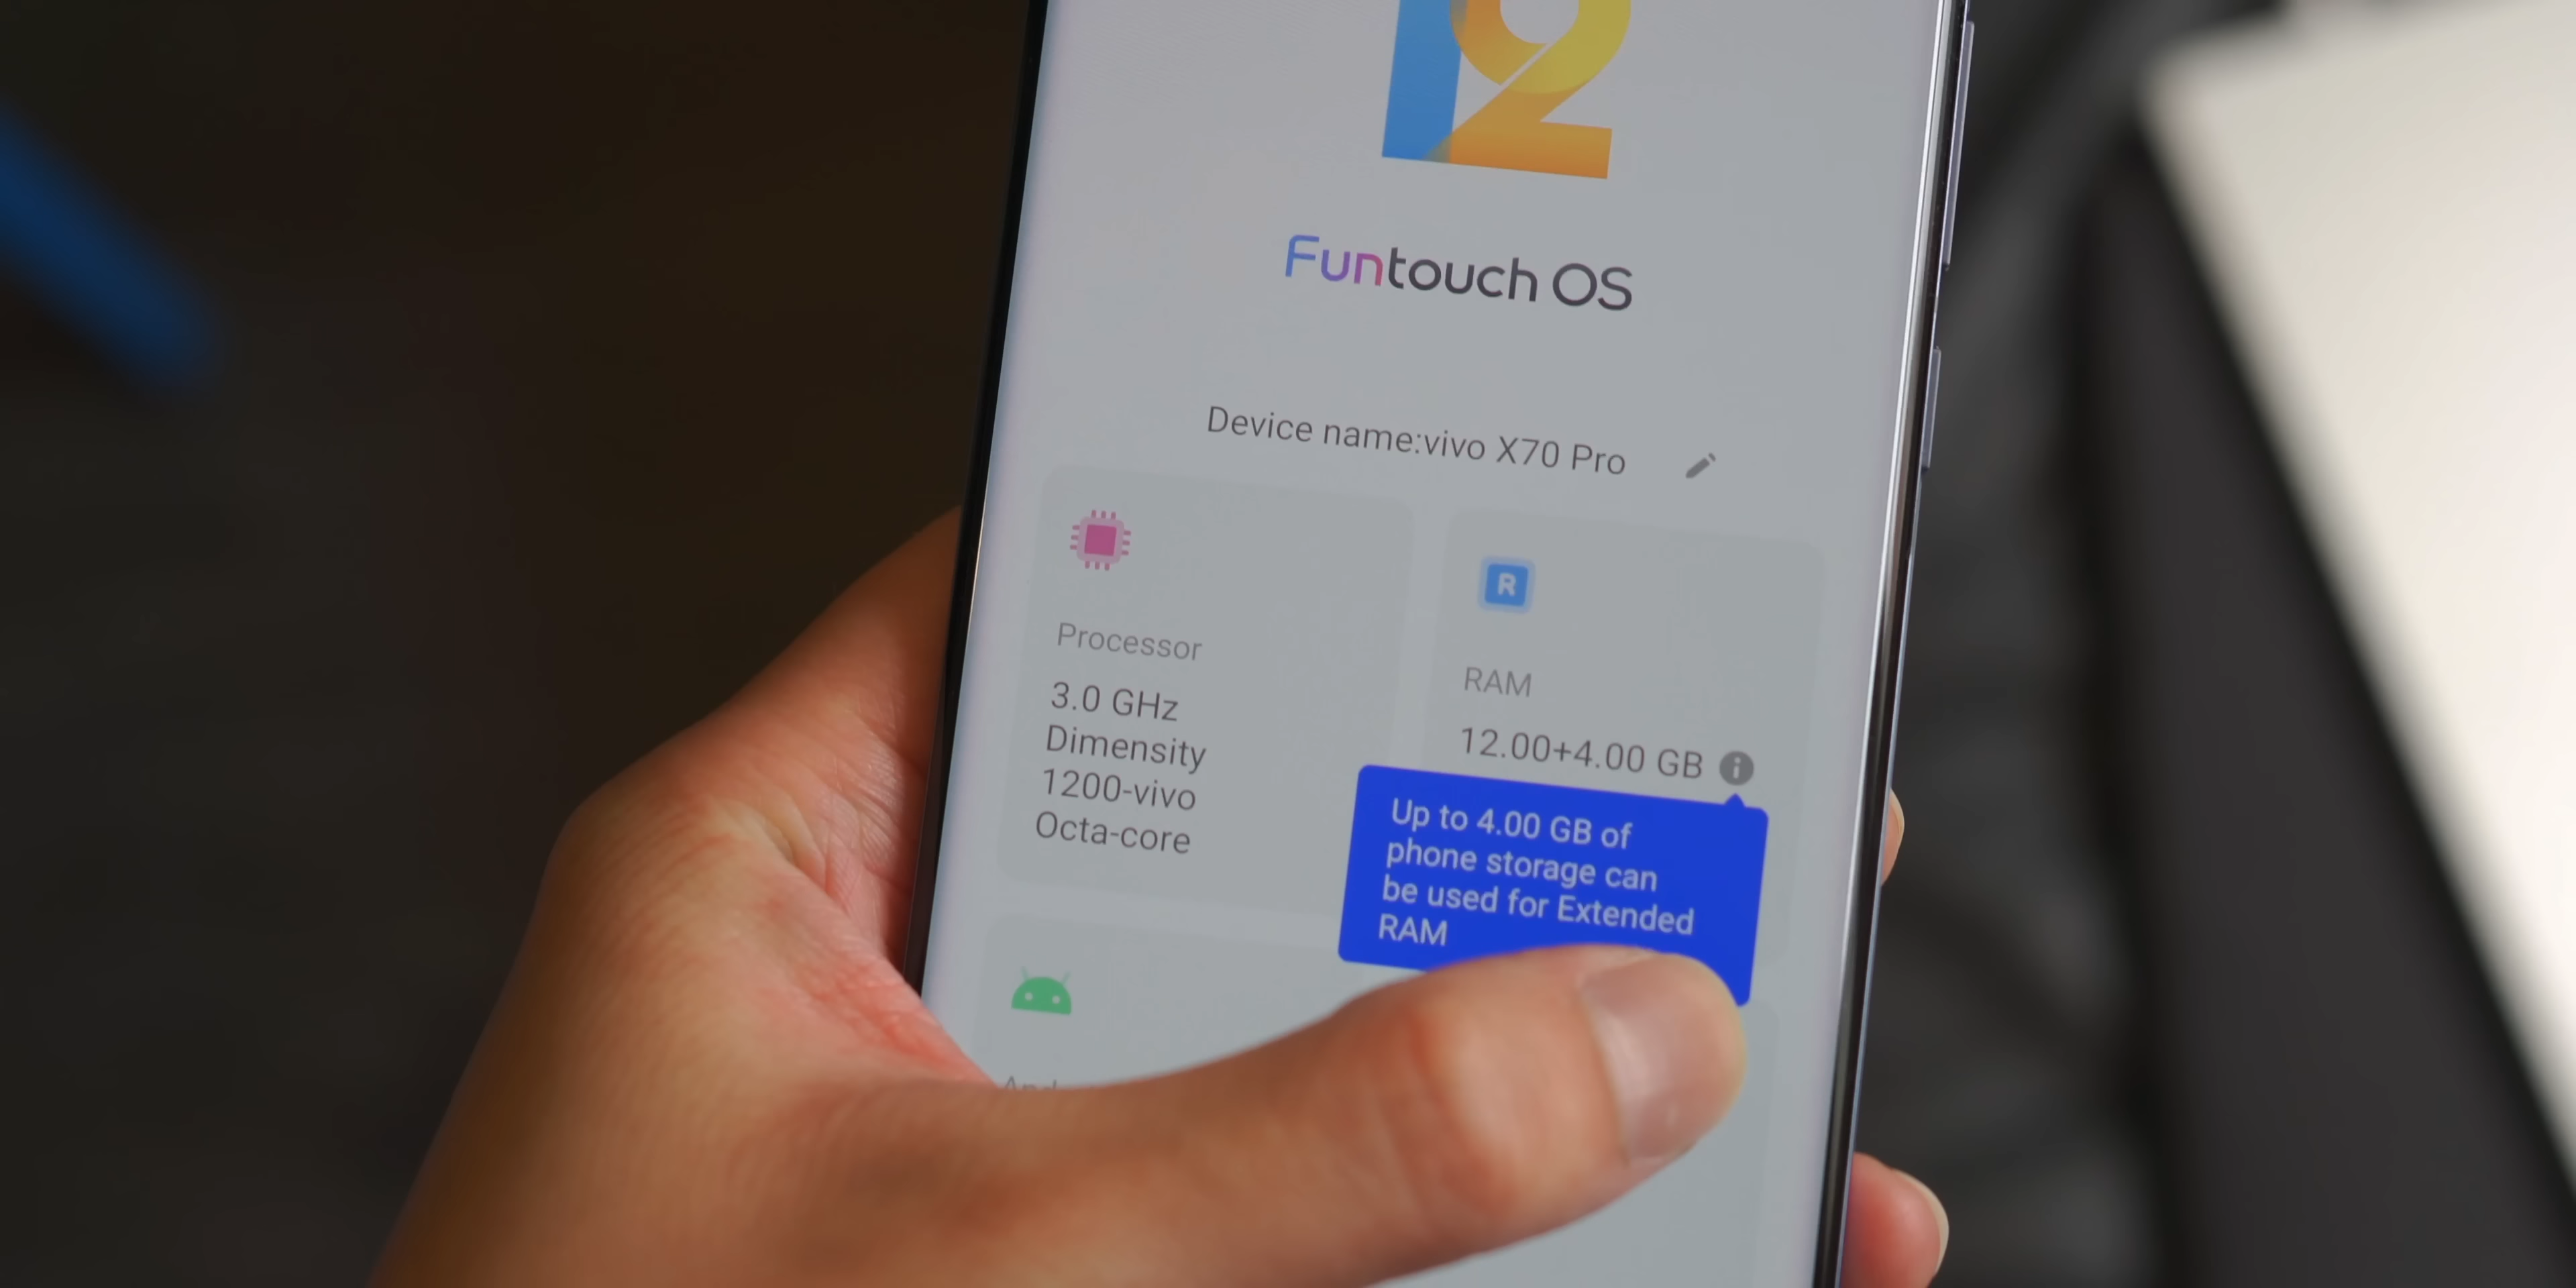 12
Funtouch OS
Device name:vivo X70 Pro
Processor
3.0 GHz
Dimensity
1200-vivo
Octa-core
R
RAM
12.00+4.00 GB
Up to 4.00 GB of
phone storage can
be used for Extended
RAM